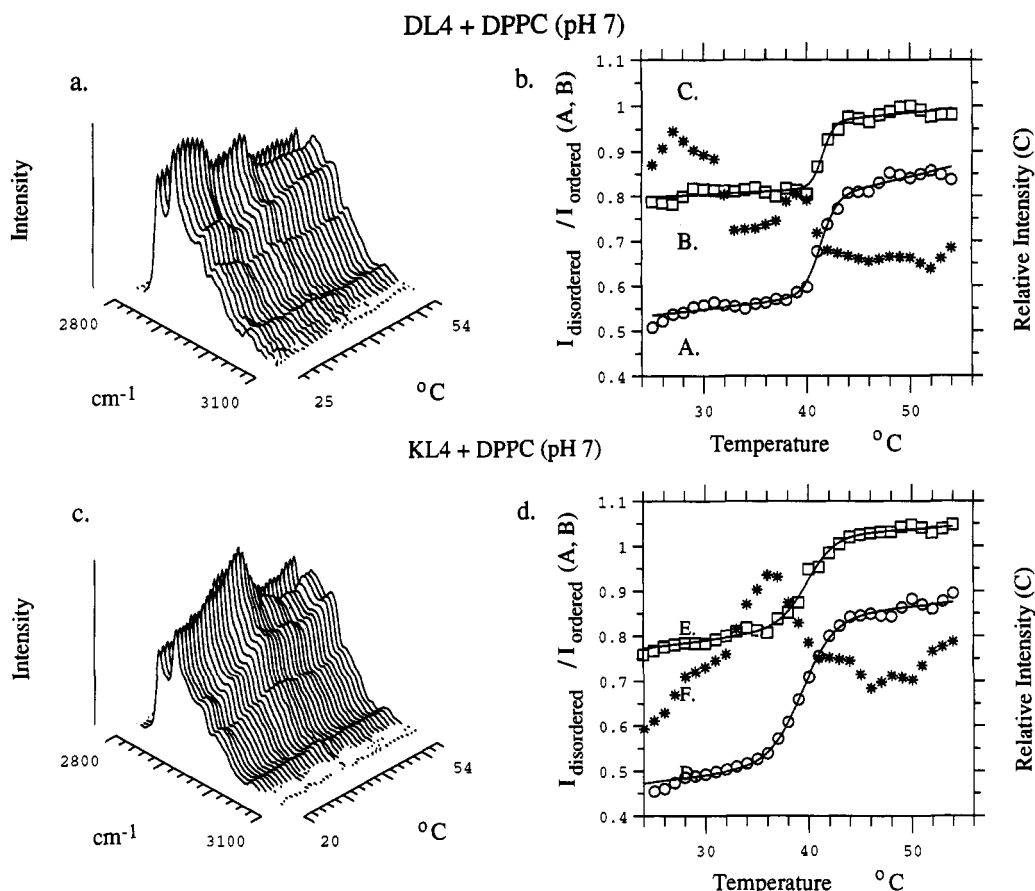 DL4 + DPPC (pH 7)
a.
Intensity
2800
cm-1
3100
25
°C
54
b.
I disordered / I ordered (A, B)
1.1
1
0.9
0.8
0.7
0.6
0.5
0.4
C.
B.
A.
Relative Intensity (C)
30
40
50
Temperature °C
KL4 + DPPC (pH 7)
c.
Intensity
2800
cm-1
3100
20
°C
54
d.
I disordered / I ordered (A, B)
1.1
1
0.9
0.8
0.7
0.6
0.5
0.4
E.
F.
D.
Relative Intensity (C)
30
40
50
Temperature °C